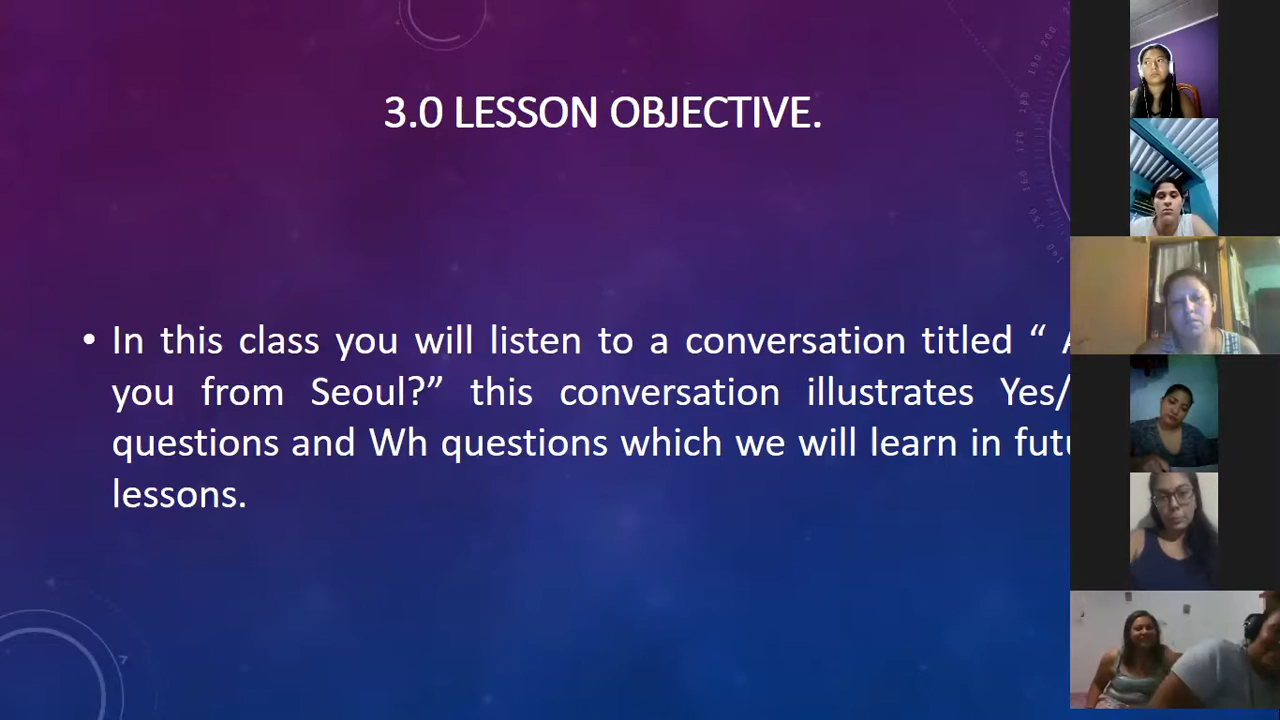 3.0 LESSON OBJECTIVE.
• In this class you will listen to a conversation titled “
you from Seoul?” this conversation illustrates Yes/
questions and Wh questions which we will learn in
lessons.